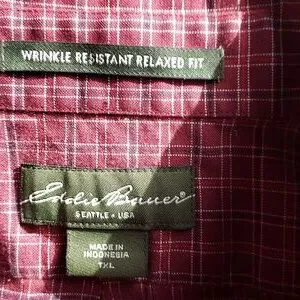 WRINKLE RESISTANT RELAXED FIT
Eddie Bauer®
SEATTLE • USA
MADE IN
INDONESIA
TXL